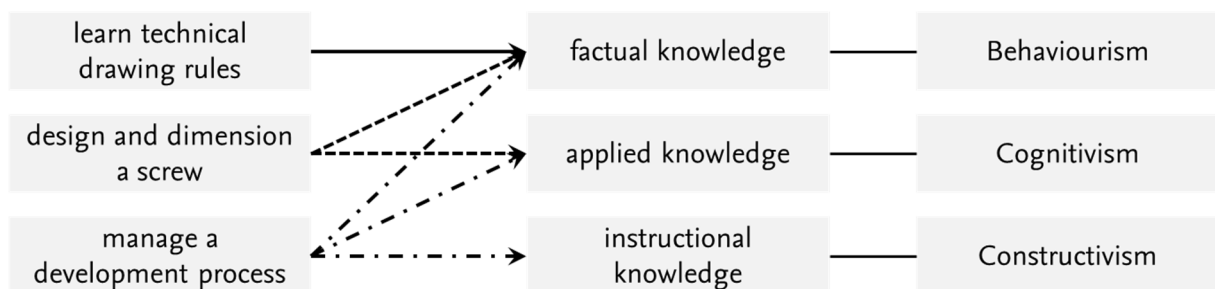 learn technical
drawing rules
factual knowledge
Behaviourism
design and dimension
a screw
applied knowledge
Cognitivism
manage a
development process
instructional
knowledge
Constructivism